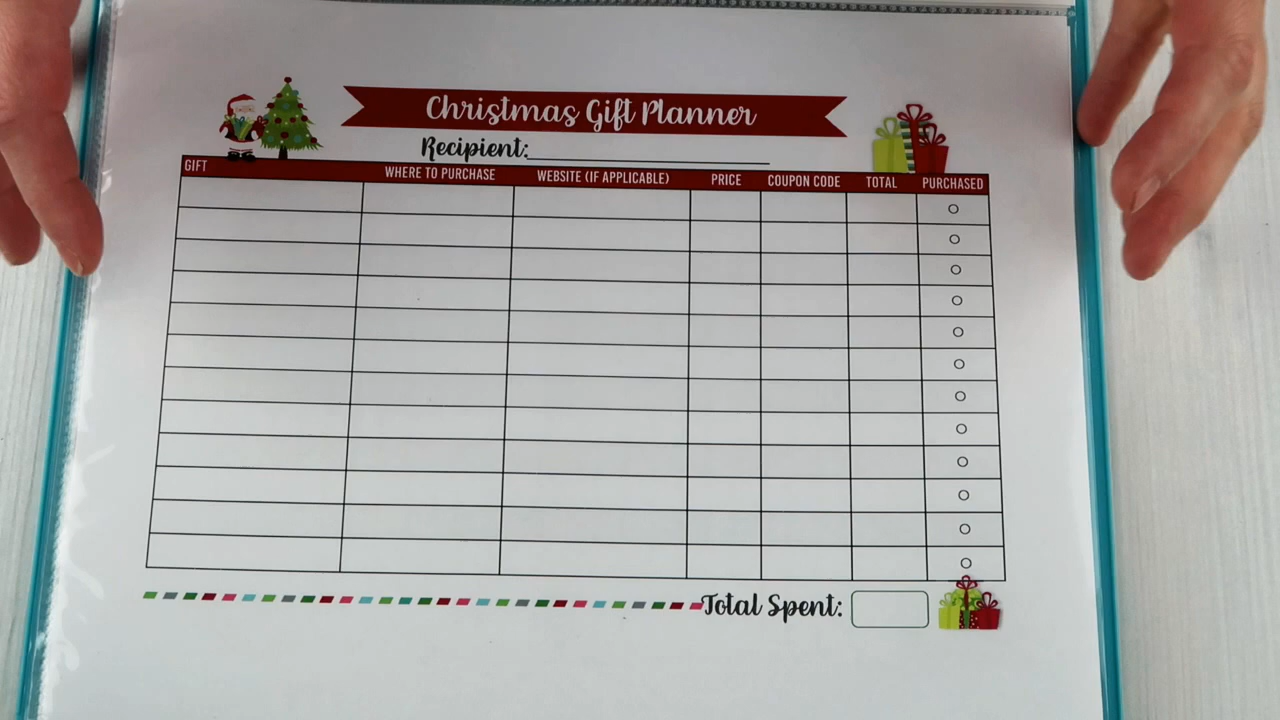 Christmas Gift Planner
Recipient:
GIFT WHERE TO PURCHASE WEBSITE (IF APPLICABLE) PRICE COUPON CODE TOTAL PURCHASED
Total Spent: